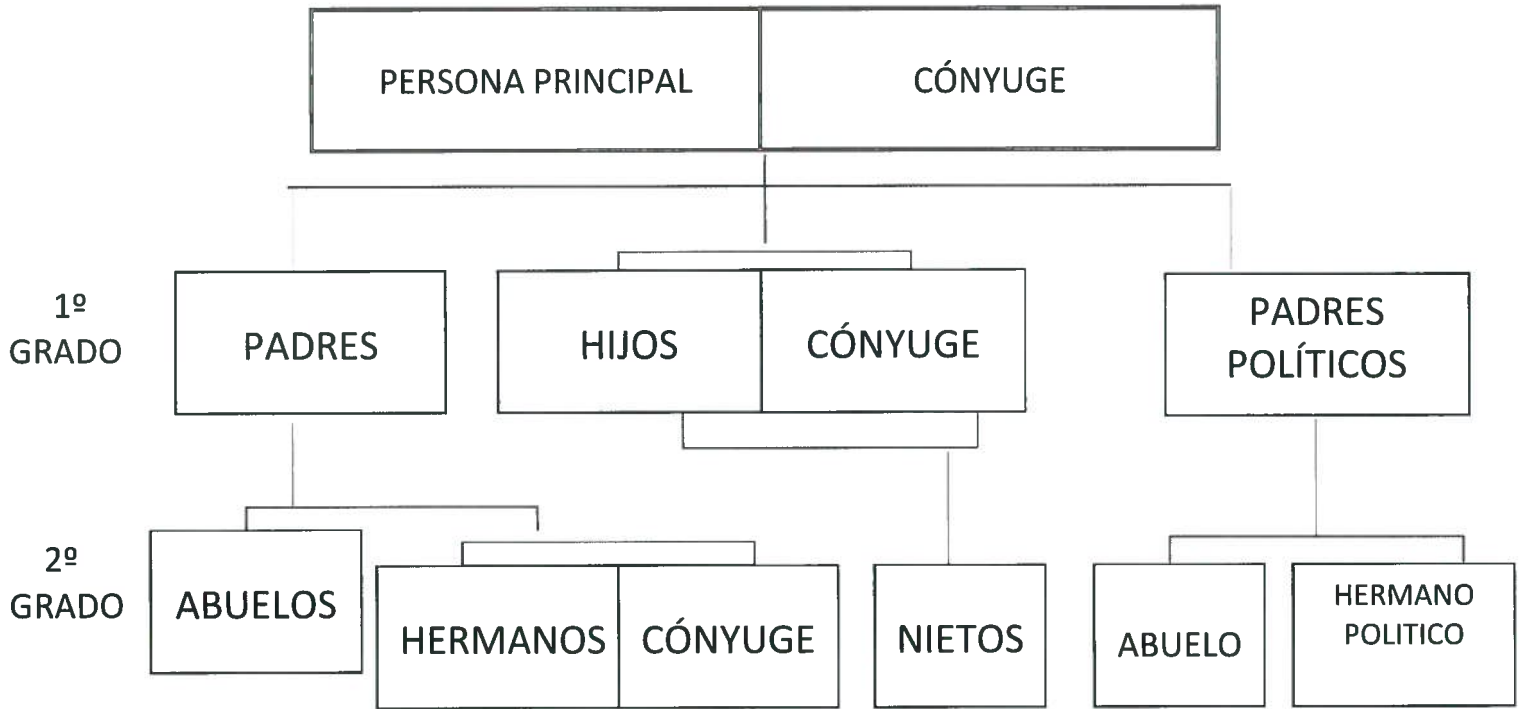 PERSONA PRINCIPAL
CÓNYUGE
1º
GRADO
PADRES
HIJOS
CÓNYUGE
PADRES
POLÍTICOS
2º
GRADO
ABUELOS
HERMANOS
CÓNYUGE
NIETOS
ABUELO
HERMANO
POLITICO